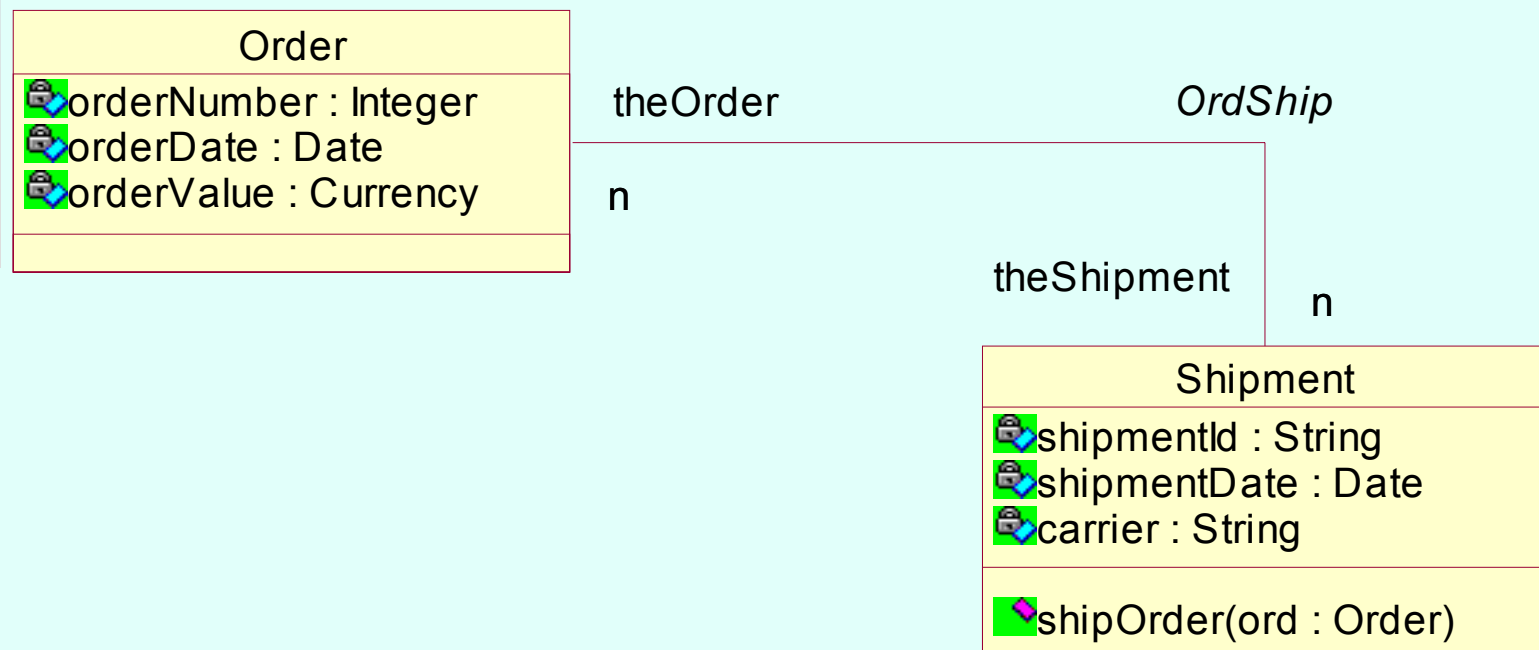 Order
orderNumber : Integer
orderDate : Date
orderValue : Currency
theOrder
OrdShip
n
theShipment
n
Shipment
shipmentId : String
shipmentDate : Date
carrier : String
shipOrder(ord : Order)